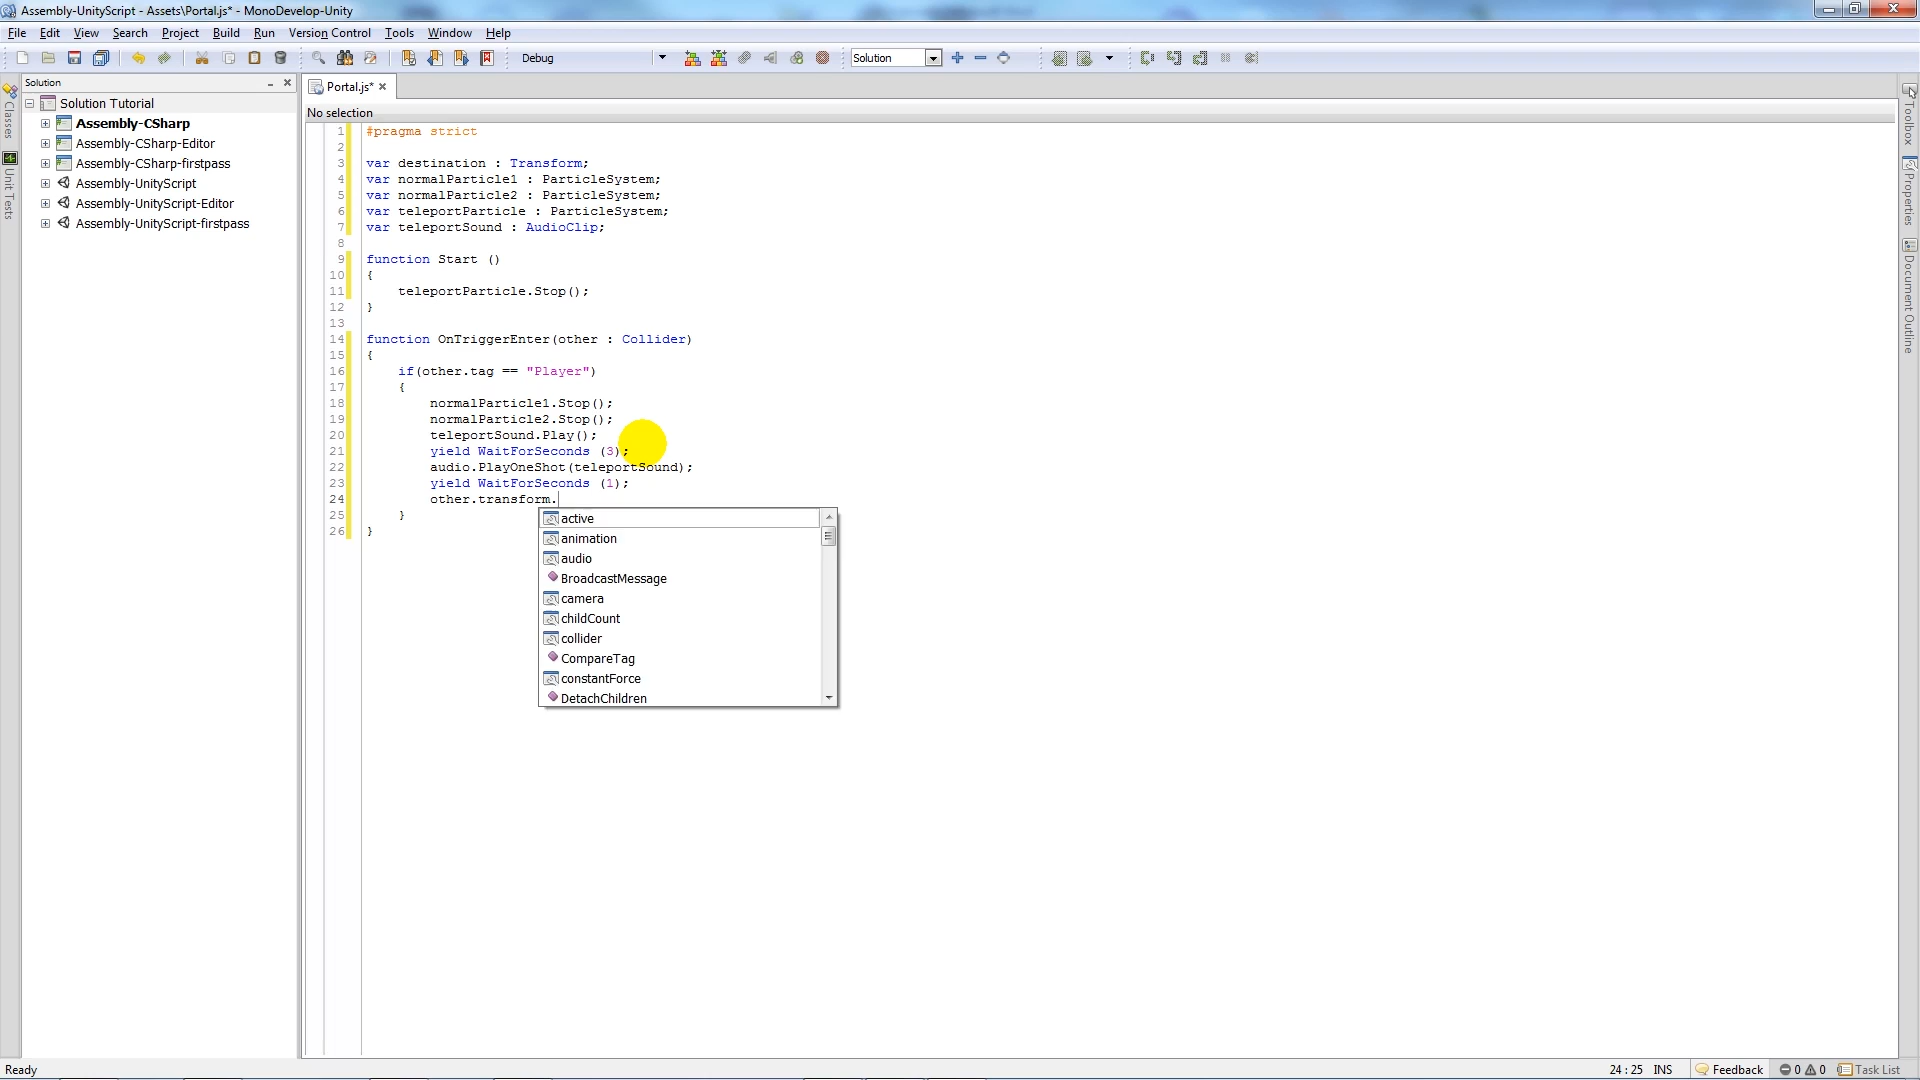 Assembly-UnityScript - Assets\Portal.js* - MonoDevelop-Unity
File Edit View Search Project Build Run Version Control Tools Window Help
Debug
Solution
Solution
Portal.js*
Classes
Unit Tests
Solution Tutorial
Assembly-CSharp
Assembly-CSharp-Editor
Assembly-CSharp-firstpass
Assembly-UnityScript
Assembly-UnityScript-Editor
Assembly-UnityScript-firstpass
No selection
1 #pragma strict
2
3 var destination : Transform;
4 var normalParticle1 : ParticleSystem;
5 var normalParticle2 : ParticleSystem;
6 var teleportParticle : ParticleSystem;
7 var teleportSound : AudioClip;
8
9 function Start ()
10 {
11 teleportParticle.Stop();
12 }
13
14 function OnTriggerEnter(other : Collider)
15 {
16 if(other.tag == "Player")
17 {
18 normalParticle1.Stop();
19 normalParticle2.Stop();
20 teleportSound.Play();
21 yield WaitForSeconds (3);
22 audio.PlayOneShot(teleportSound);
23 yield WaitForSeconds (1);
24 other.transform.
25 }
26 }
active
animation
audio
BroadcastMessage
camera
childCount
collider
CompareTag
constantForce
DetachChildren
Toolbox
Properties
Document Outline
Ready
24 : 25 INS
Feedback
0 0
Task List